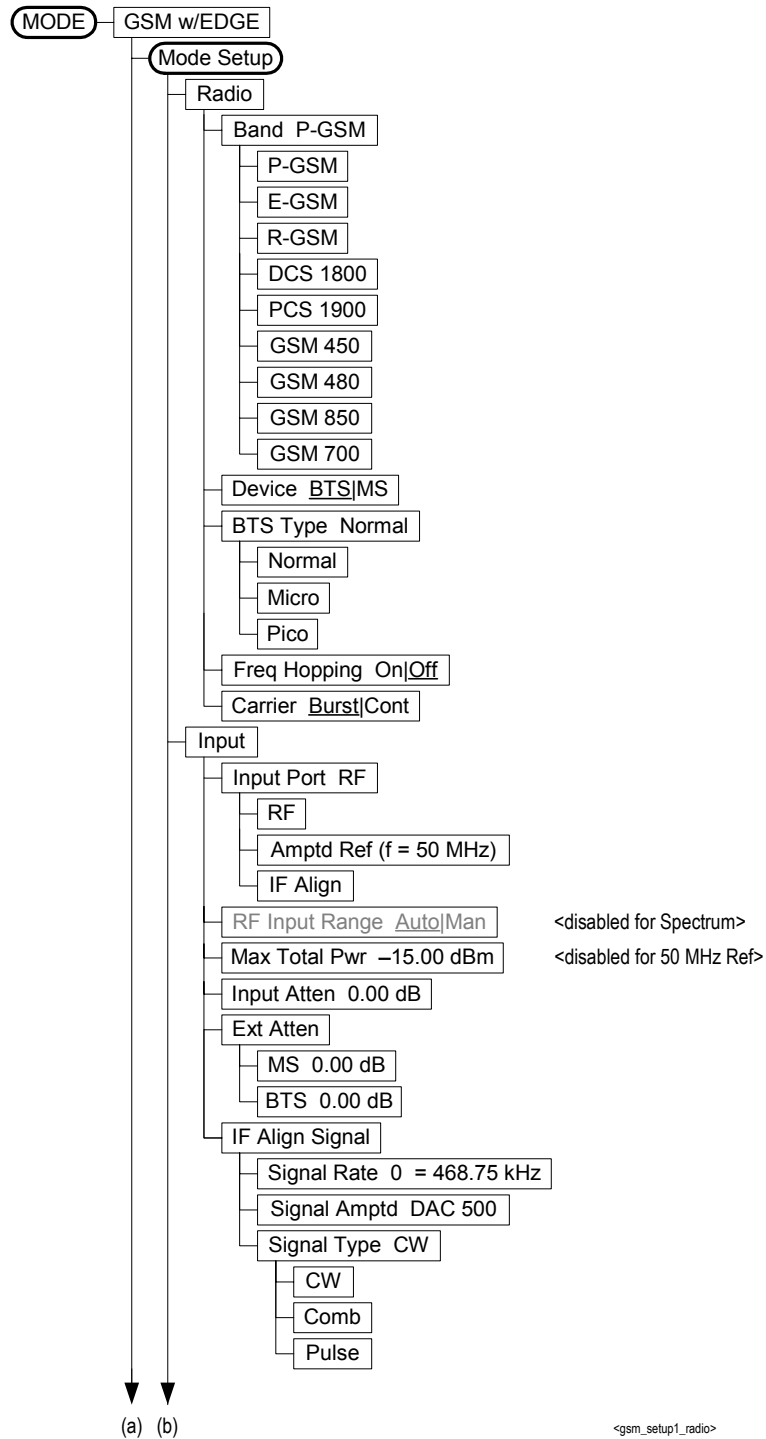 MODE GSM w/EDGE
Mode Setup
Radio
Band P-GSM
P-GSM
E-GSM
R-GSM
DCS 1800
PCS 1900
GSM 450
GSM 480
GSM 850
GSM 700
Device BTS|MS
BTS Type Normal
Normal
Micro
Pico
Freq Hopping On|Off
Carrier Burst|Cont
Input
Input Port RF
RF
Amptd Ref (f = 50 MHz)
IF Align
RF Input Range Auto|Man <disabled for Spectrum>
Max Total Pwr –15.00 dBm <disabled for 50 MHz Ref>
Input Atten 0.00 dB
Ext Atten
MS 0.00 dB
BTS 0.00 dB
IF Align Signal
Signal Rate 0 = 468.75 kHz
Signal Amptd DAC 500
Signal Type CW
CW
Comb
Pulse
(a) (b) <gsm_setup1_radio>